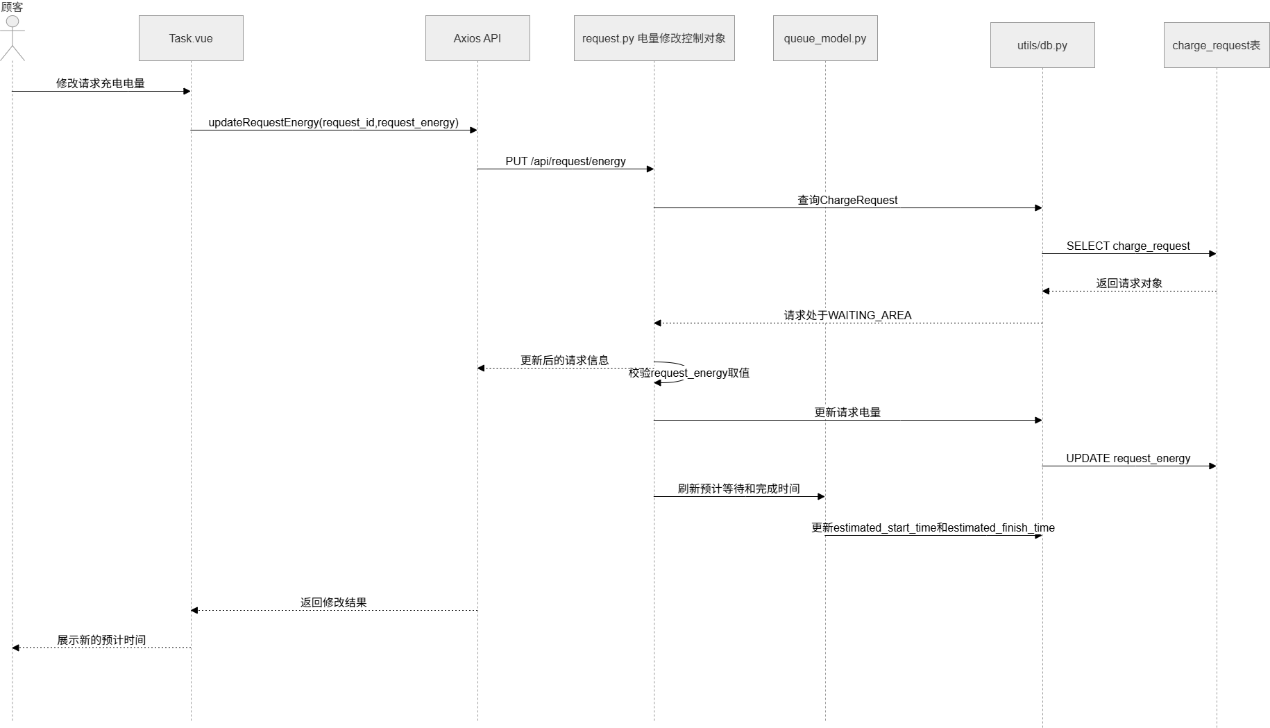 顾客
Task.vue
Axios API
request.py 电量修改控制对象
queue_model.py
utils/db.py
charge_request表
修改请求充电电量
updateRequestEnergy(request_id,request_energy)
PUT /api/request/energy
查询ChargeRequest
SELECT charge_request
返回请求对象
请求处于WAITING_AREA
更新后的请求信息
校验request_energy取值
更新请求电量
UPDATE request_energy
刷新预计等待和完成时间
更新estimated_start_time和estimated_finish_time
返回修改结果
展示新的预计时间